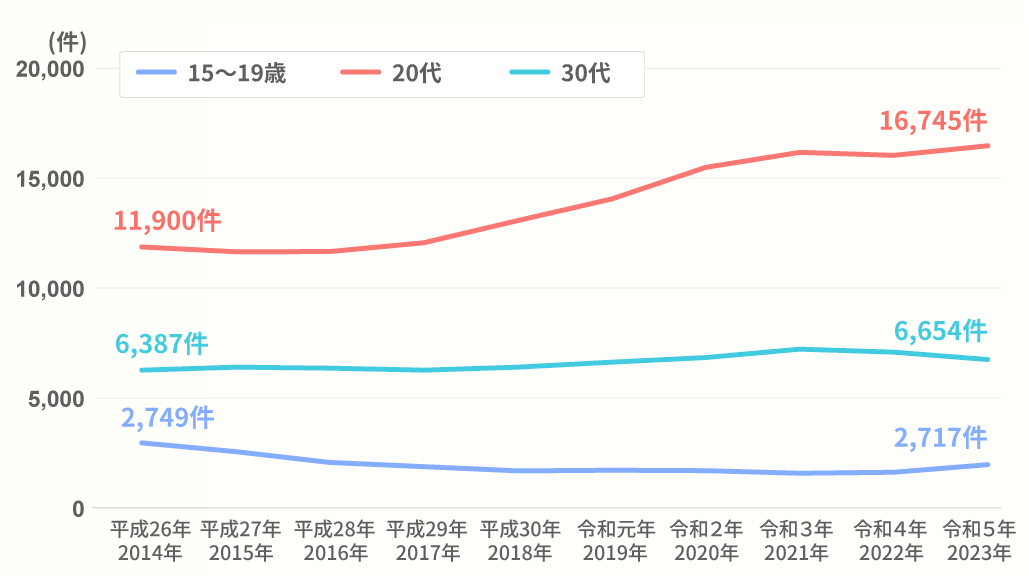 (件)
20,000
15～19歳 20代 30代
16,745件
15,000
11,900件
10,000
6,387件
6,654件
5,000
2,749件
2,717件
0
平成26年 平成27年 平成28年 平成29年 平成30年 令和元年 令和２年 令和３年 令和４年 令和５年
2014年 2015年 2016年 2017年 2018年 2019年 2020年 2021年 2022年 2023年